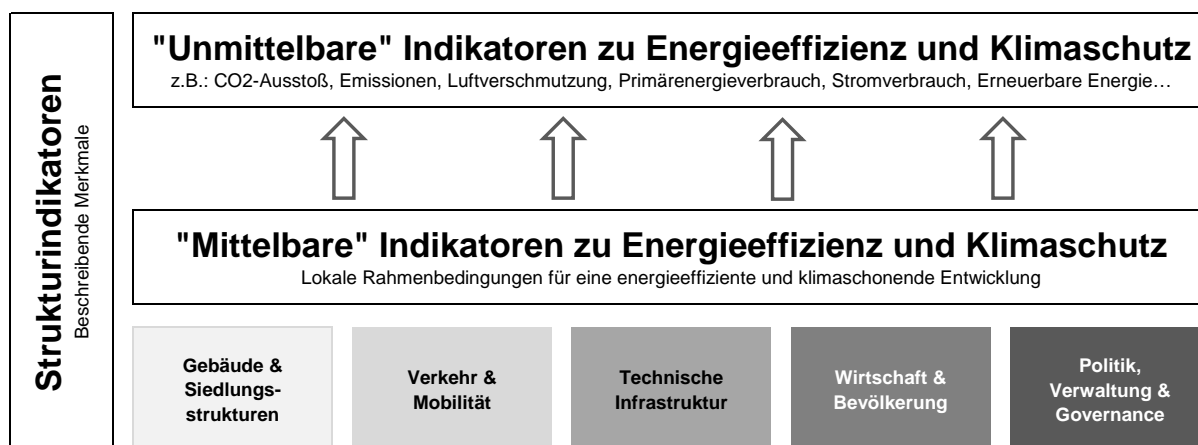 Strukturindikatoren
Beschreibende Merkmale
"Unmittelbare" Indikatoren zu Energieeffizienz und Klimaschutz
z.B.: CO2-Ausstoß, Emissionen, Luftverschmutzung, Primärenergieverbrauch, Stromverbrauch, Erneuerbare Energie…
"Mittelbare" Indikatoren zu Energieeffizienz und Klimaschutz
Lokale Rahmenbedingungen für eine energieeffiziente und klimaschonende Entwicklung
Gebäude &
Siedlungs-
strukturen
Verkehr &
Mobilität
Technische
Infrastruktur
Wirtschaft &
Bevölkerung
Politik,
Verwaltung &
Governance